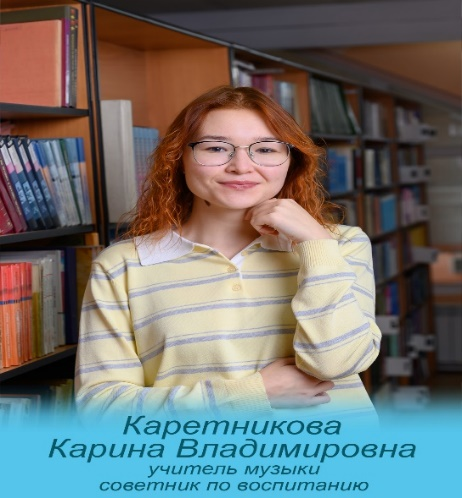 Каретникова
Карина Владимировна
учитель музыки
советник по воспитанию